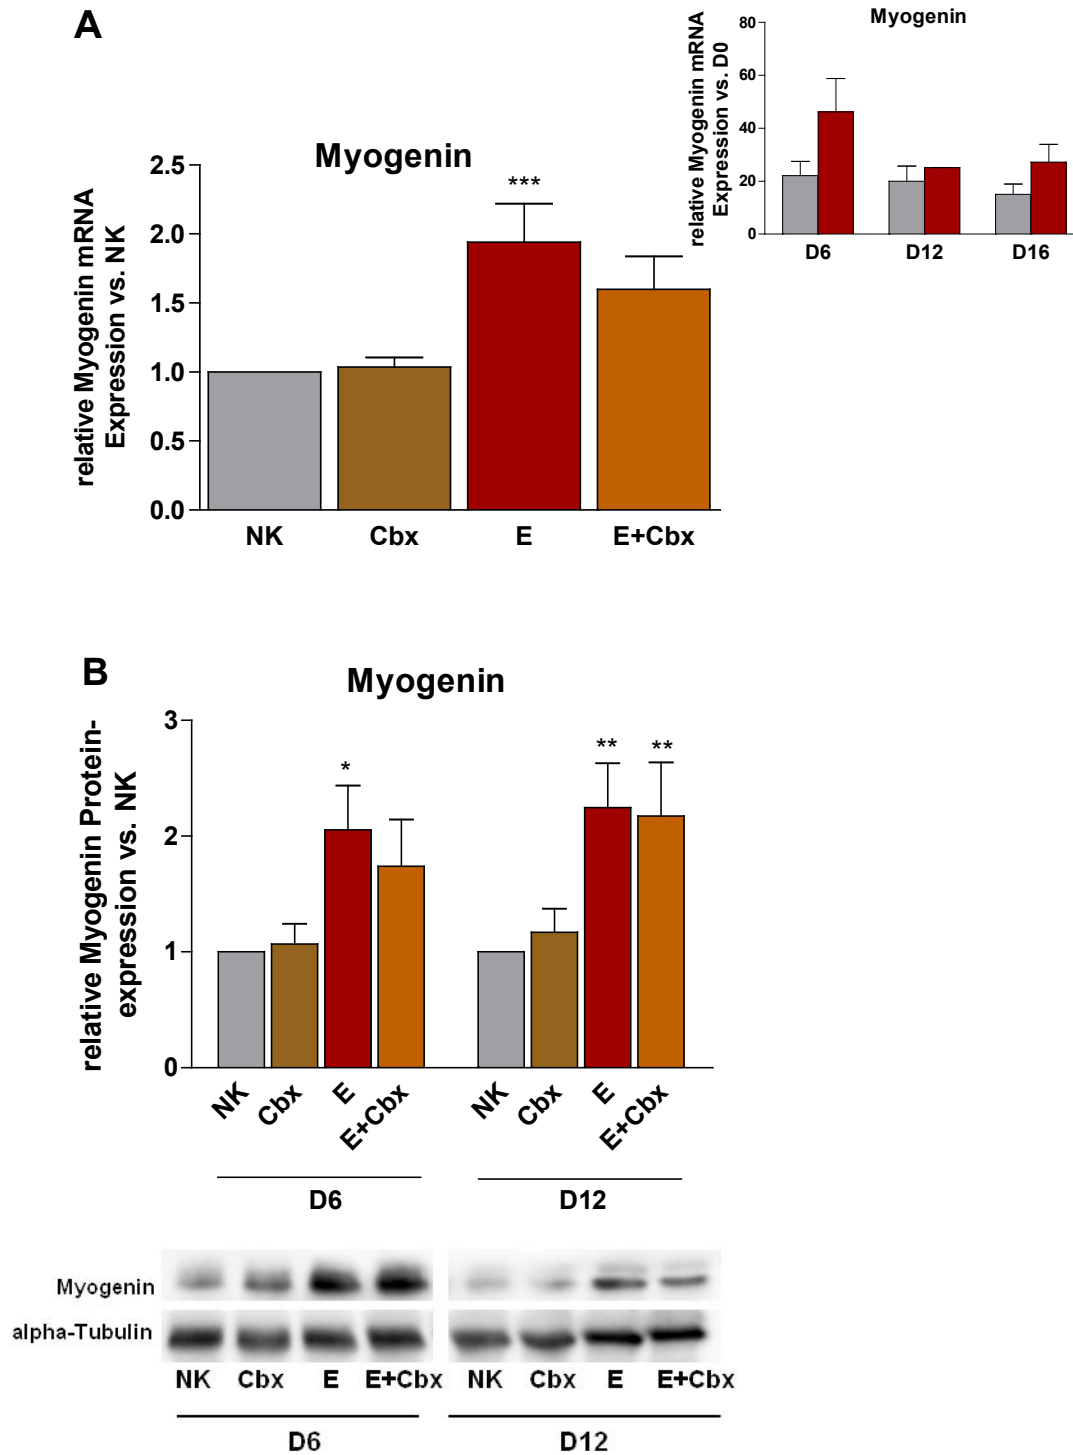 A
Myogenin
relative Myogenin mRNA
Expression vs. NK
2.5
2.0
1.5
1.0
0.5
0.0
***
NK Cbx E E+Cbx
Myogenin
relative Myogenin mRNA
Expression vs. D0
80
60
40
20
0
D6 D12 D16
B
Myogenin
relative Myogenin Protein-
expression vs. NK
3
2
1
0
* ** **
NK Cbx E E+Cbx NK Cbx E E+Cbx
D6 D12
Myogenin
alpha-Tubulin
NK Cbx E E+Cbx NK Cbx E E+Cbx
D6 D12